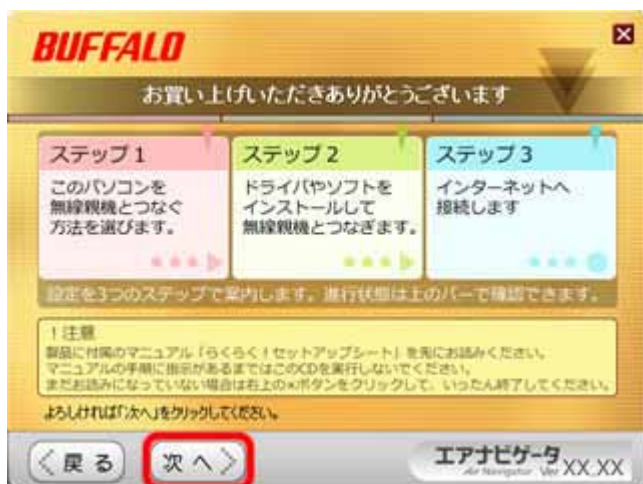 BUFFALO
お買い上げいただきありがとうございます
ステップ1
このパソコンを
無線親機とつなぐ
方法を選びます。
ステップ2
ドライバやソフトを
インストールして
無線親機とつなぎます。
ステップ3
インターネットへ
接続します
設定を3つのステップで案内します。進行状態は上のバーで確認できます。
！注意
製品に付属のマニュアル「らくらく！セットアップシート」を先にお読みください。
マニュアルの手順に指示があるまではこのCDを実行しないでください。
まだお読みになっていない場合は右上の×ボタンをクリックして、いったん終了してください。
よろしければ「次へ」をクリックしてください。
戻る
次へ
エアナビゲータ
Air Navigator Ver XX.XX